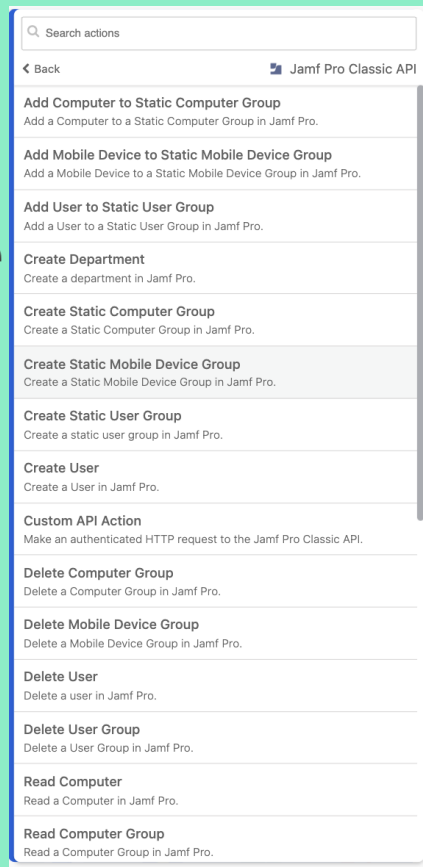 Search actions
Back
Jamf Pro Classic API
Add Computer to Static Computer Group
Add a Computer to a Static Computer Group in Jamf Pro.
Add Mobile Device to Static Mobile Device Group
Add a Mobile Device to a Static Mobile Device Group in Jamf Pro.
Add User to Static User Group
Add a User to a Static User Group in Jamf Pro.
Create Department
Create a department in Jamf Pro.
Create Static Computer Group
Create a Static Computer Group in Jamf Pro.
Create Static Mobile Device Group
Create a Static Mobile Device Group in Jamf Pro.
Create Static User Group
Create a static user group in Jamf Pro.
Create User
Create a User in Jamf Pro.
Custom API Action
Make an authenticated HTTP request to the Jamf Pro Classic API.
Delete Computer Group
Delete a Computer Group in Jamf Pro.
Delete Mobile Device Group
Delete a Mobile Device Group in Jamf Pro.
Delete User
Delete a user in Jamf Pro.
Delete User Group
Delete a User Group in Jamf Pro.
Read Computer
Read a Computer in Jamf Pro.
Read Computer Group
Read a Computer Group in Jamf Pro.